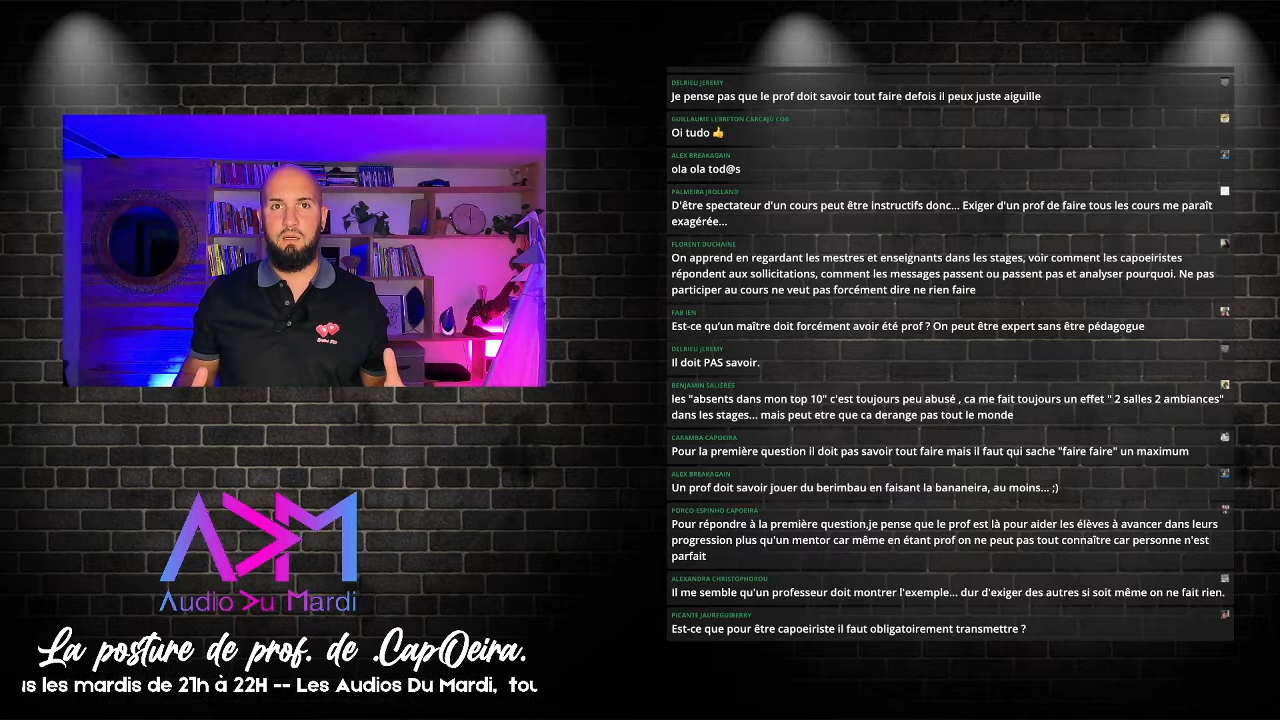 DELRIEU JEREMY
Je pense pas que le prof doit savoir tout faire defois il peux juste aiguille
GUILLAUME LEBRETON CARCAJÚ COB
Oi tudo 👍
ALEX BREAKAGAIN
ola ola tod@s
PALMEIRA JROLLAND
D'être spectateur d'un cours peut être instructifs donc... Exiger d'un prof de faire tous les cours me paraît
exagérée...
FLORENT DUCHAINE
On apprend en regardant les mestres et enseignants dans les stages, voir comment les capoeiristes
répondent aux sollicitations, comment les messages passent ou passent pas et analyser pourquoi. Ne pas
participer au cours ne veut pas forcément dire ne rien faire
FAB IEN
Est-ce qu'un maître doit forcément avoir été prof ? On peut être expert sans être pédagogue
DELRIEU JEREMY
Il doit PAS savoir.
BENJAMIN SALIÈRES
les "absents dans mon top 10" c'est toujours peu abusé , ca me fait toujours un effet " 2 salles 2 ambiances"
dans les stages... mais peut etre que ca derange pas tout le monde
CARAMBA CAPOEIRA
Pour la première question il doit pas savoir tout faire mais il faut qui sache "faire faire" un maximum
ALEX BREAKAGAIN
Un prof doit savoir jouer du berimbau en faisant la bananeira, au moins... ;)
PORCO-ESPINHO CAPOEIRA
Pour répondre à la première question,je pense que le prof est là pour aider les élèves à avancer dans leurs
progression plus qu'un mentor car même en étant prof on ne peut pas tout connaître car personne n'est
parfait
ALEXANDRA CHRISTOPHOROU
Il me semble qu'un professeur doit montrer l'exemple... dur d'exiger des autres si soit même on ne fait rien.
PICANTE JAUREGUIBERRY
Est-ce que pour être capoeiriste il faut obligatoirement transmettre ?
ADM
Audio Du Mardi
La posture de prof. de .CapOeira.
us les mardis de 21h à 22H -- Les Audios Du Mardi, tou